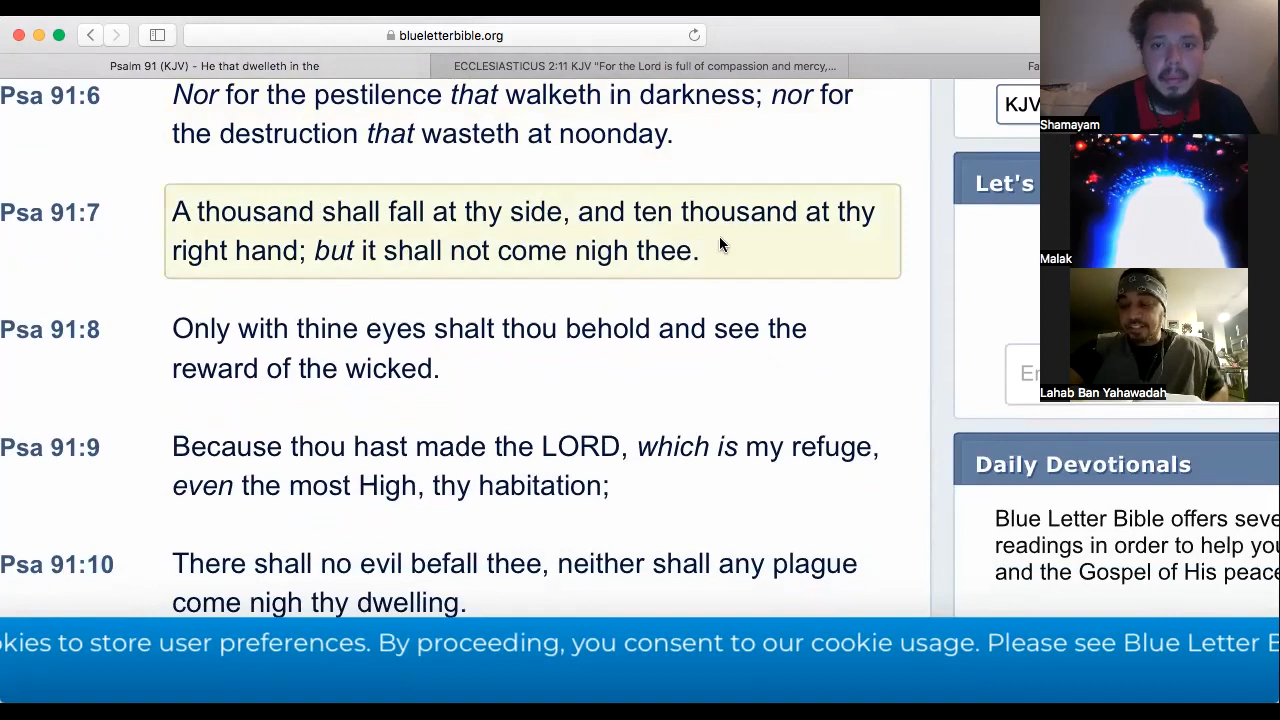 blueletterbible.org
Psalm 91 (KJV) - He that dwelleth in the
ECCLESIASTICUS 2:11 KJV "For the Lord is full of compassion and mercy,...
Fa
Psa 91:6
Nor for the pestilence that walketh in darkness; nor for
the destruction that wasteth at noonday.
Psa 91:7
A thousand shall fall at thy side, and ten thousand at thy
right hand; but it shall not come nigh thee.
Psa 91:8
Only with thine eyes shalt thou behold and see the
reward of the wicked.
Psa 91:9
Because thou hast made the LORD, which is my refuge,
even the most High, thy habitation;
Psa 91:10
There shall no evil befall thee, neither shall any plague
come nigh thy dwelling.
KJV
Let's
En
Daily Devotionals
Blue Letter Bible offers seve
readings in order to help you
and the Gospel of His peace
Shamayam
Malak
Lahab Ban Yahawadah
okies to store user preferences. By proceeding, you consent to our cookie usage. Please see Blue Letter B